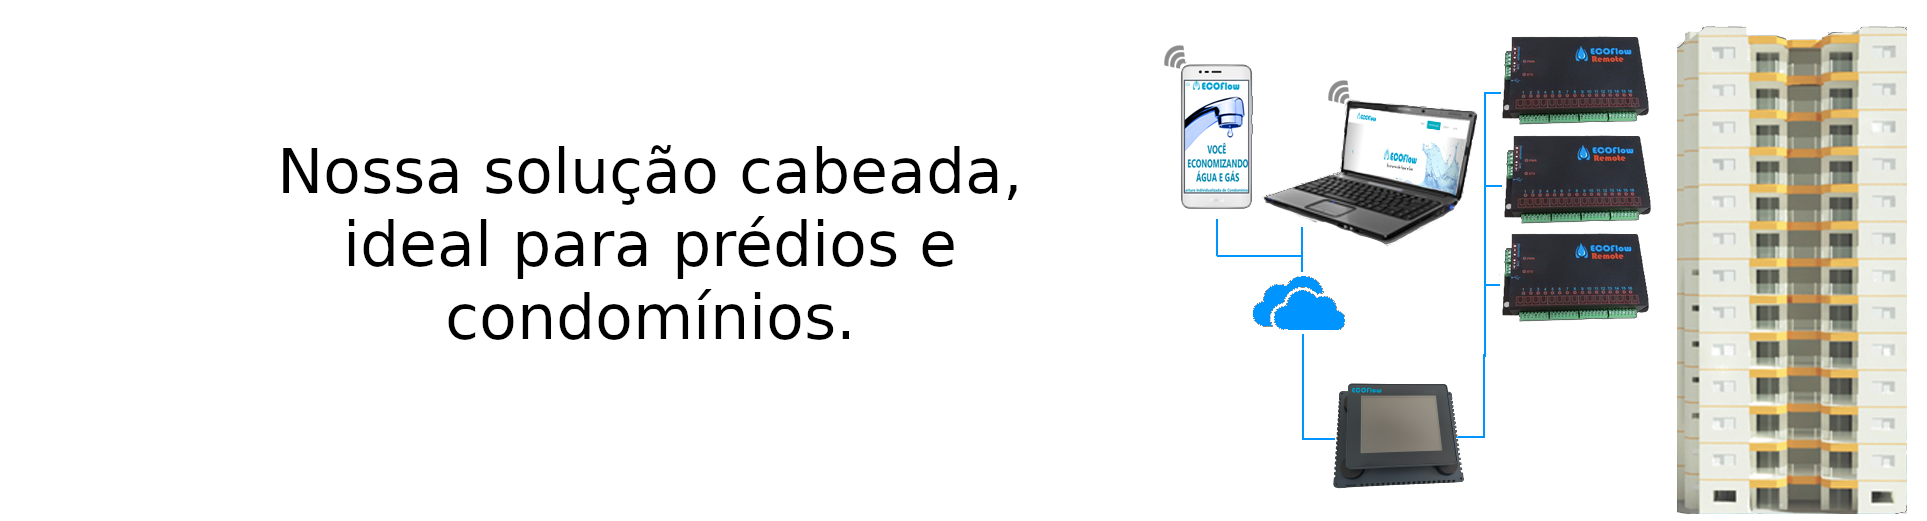 Nossa solução cabeada,
ideal para prédios e
condomínios.
ECOFlow
VOCÊ
ECONOMIZANDO
ÁGUA E GÁS
ECOFlow
ECOFlow
Remote
ECOFlow
Remote
ECOFlow
Remote
ECOFlow